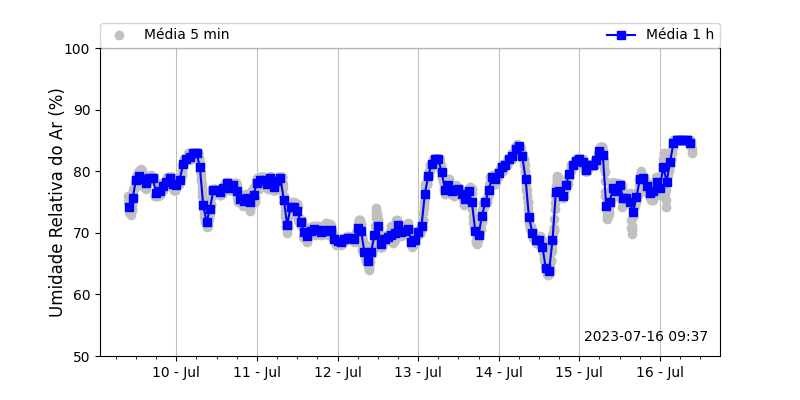 Média 5 min
Média 1 h
Umidade Relativa do Ar (%)
100
90
80
70
60
50
2023-07-16 09:37
10 - Jul
11 - Jul
12 - Jul
13 - Jul
14 - Jul
15 - Jul
16 - Jul